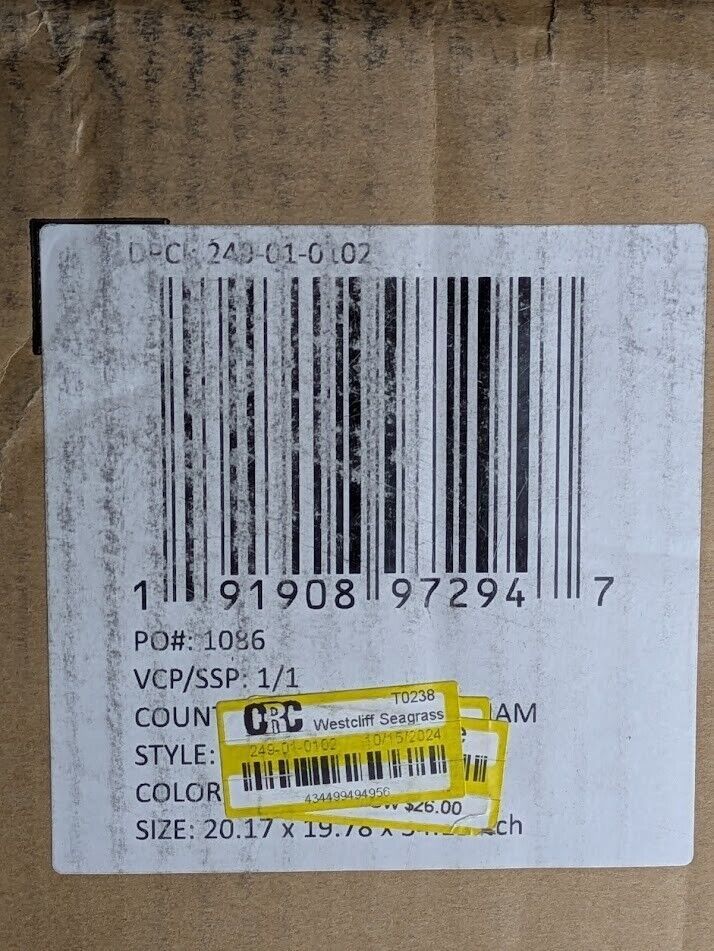 DPCI: 249-01-0102
1 91908 97294 7
PO#: 1086
VCP/SSP: 1/1
COUN
IAM
STYLE:
COLOR
SIZE: 20.17 x 19.78 x
ch
CRC
T0238
Westcliff Seagrass
249-01-0102 10/15/2024
434499494956
$26.00